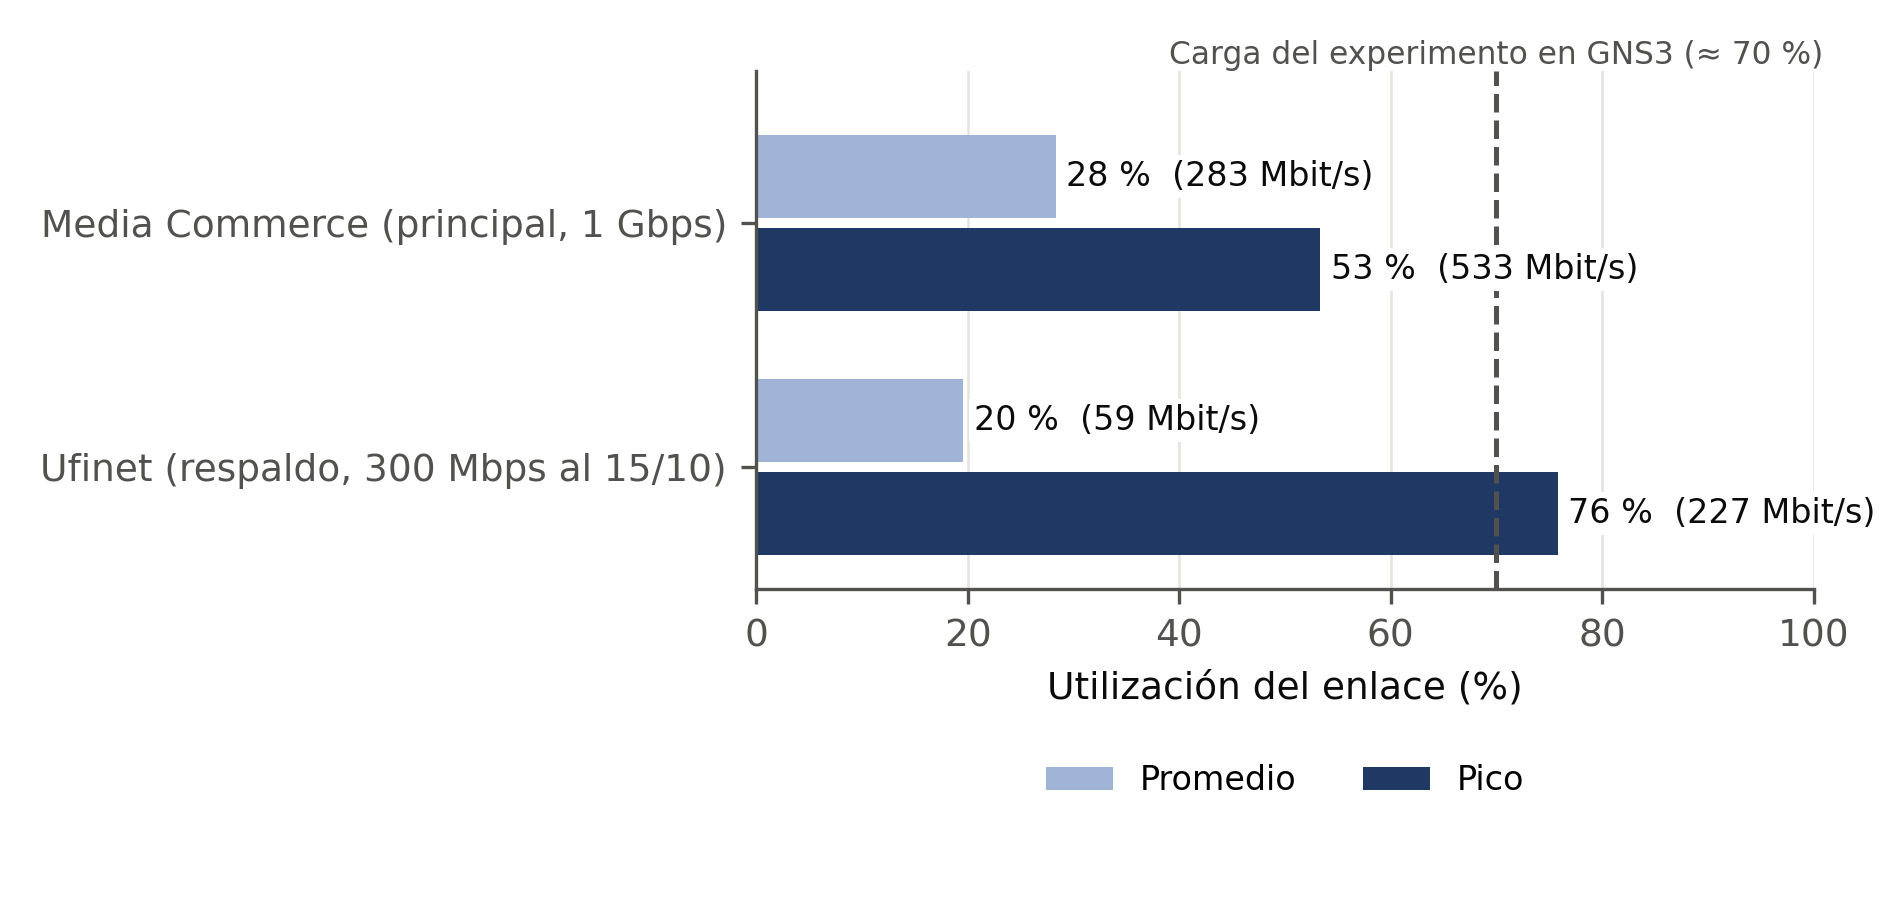 Carga del experimento en GNS3 (≈ 70 %)
28 % (283 Mbit/s)
Media Commerce (principal, 1 Gbps)
53 % (533 Mbit/s)
20 % (59 Mbit/s)
Ufinet (respaldo, 300 Mbps al 15/10)
76 % (227 Mbit/s)
0 20 40 60 80 100
Utilización del enlace (%)
Promedio Pico